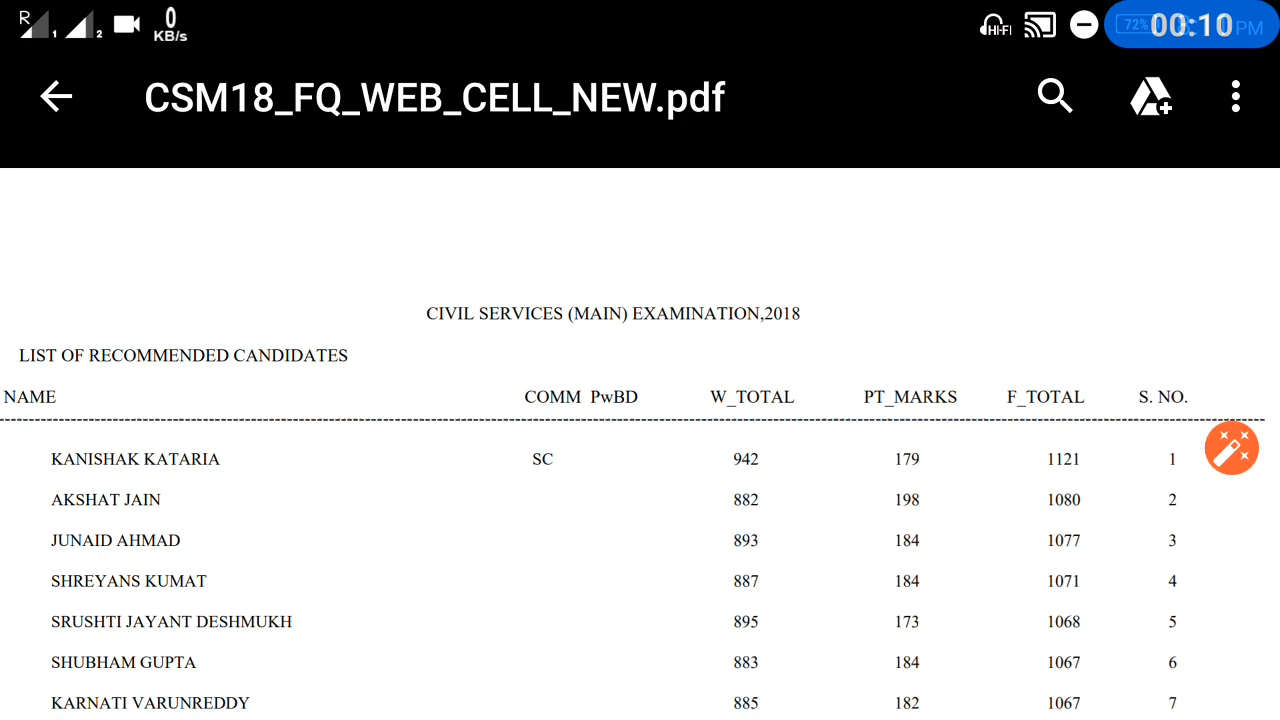 R 1 2 0 KB/s HI-FI 72% 00:10 PM
CSM18_FQ_WEB_CELL_NEW.pdf
CIVIL SERVICES (MAIN) EXAMINATION,2018
LIST OF RECOMMENDED CANDIDATES
NAME COMM PwBD W_TOTAL PT_MARKS F_TOTAL S. NO.
KANISHAK KATARIA SC 942 179 1121 1
AKSHAT JAIN 882 198 1080 2
JUNAID AHMAD 893 184 1077 3
SHREYANS KUMAT 887 184 1071 4
SRUSHTI JAYANT DESHMUKH 895 173 1068 5
SHUBHAM GUPTA 883 184 1067 6
KARNATI VARUNREDDY 885 182 1067 7